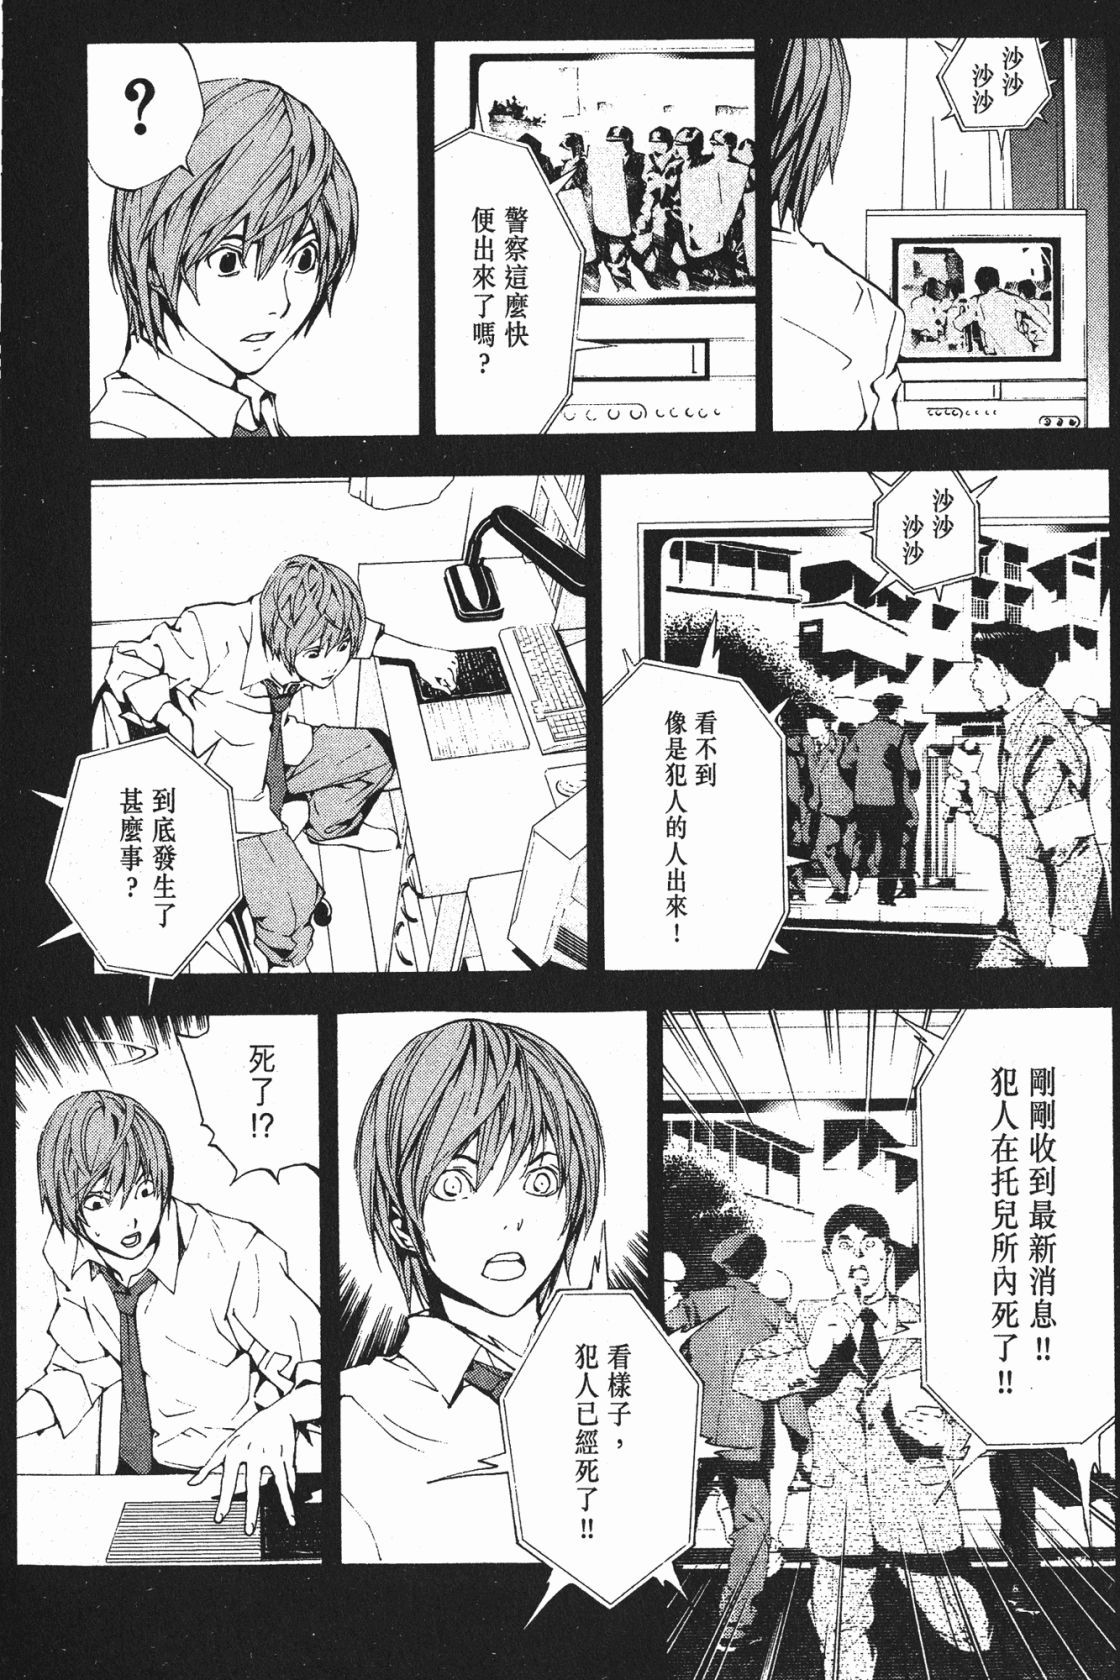 沙沙
沙沙
警察這麼快
便出來了嗎？
？
沙沙
沙沙
看不到
像是犯人的人出來！
到底發生了
甚麼事？
剛剛收到最新消息!!
犯人在托兒所內死了!!
看樣子，
犯人已經死了!!
死了!?